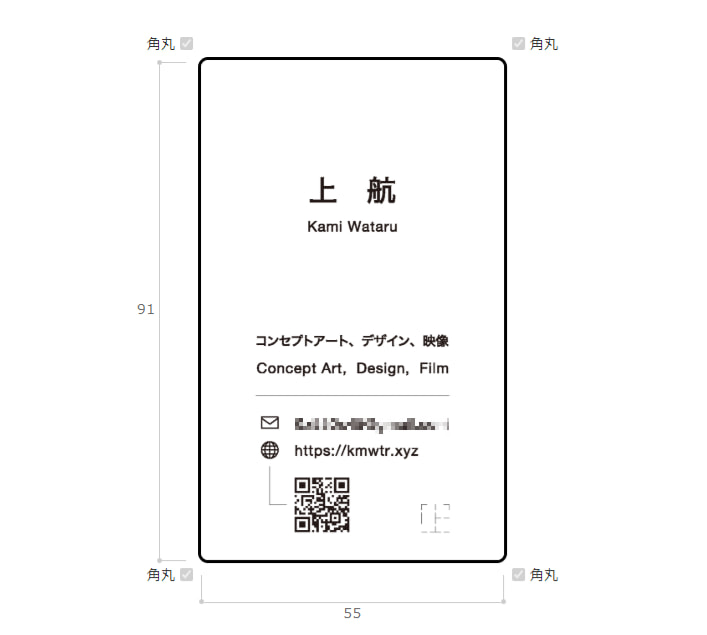 角丸 角丸
上　航
Kami Wataru
91
コンセプトアート、デザイン、映像
Concept Art, Design, Film
https://kmwtr.xyz
角丸 角丸
55